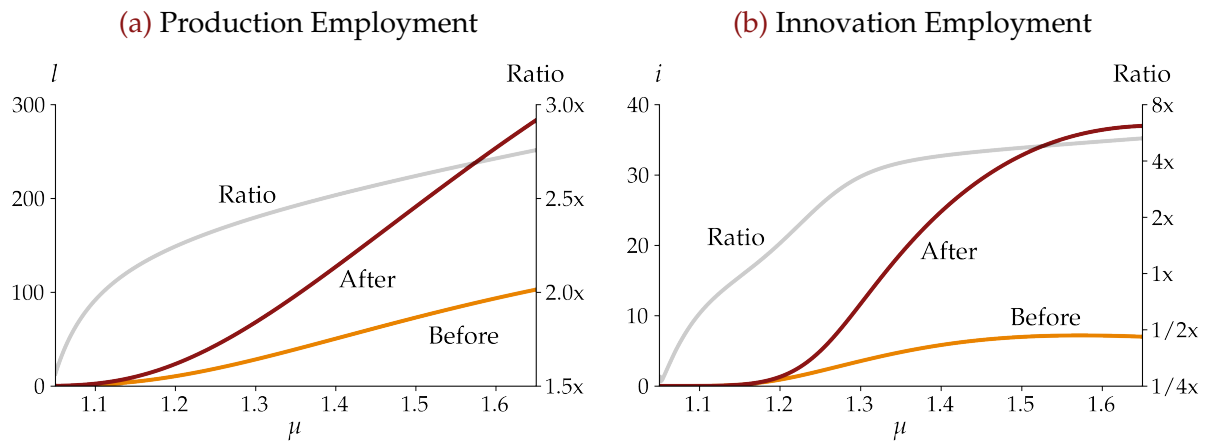 (a) Production Employment
l
Ratio
300
200
100
0
3.0x
2.5x
2.0x
1.5x
Ratio
After
Before
1.1
1.2
1.3
1.4
1.5
1.6
μ
(b) Innovation Employment
i
Ratio
40
30
20
10
0
8x
4x
2x
1x
1/2x
1/4x
Ratio
After
Before
1.1
1.2
1.3
1.4
1.5
1.6
μ